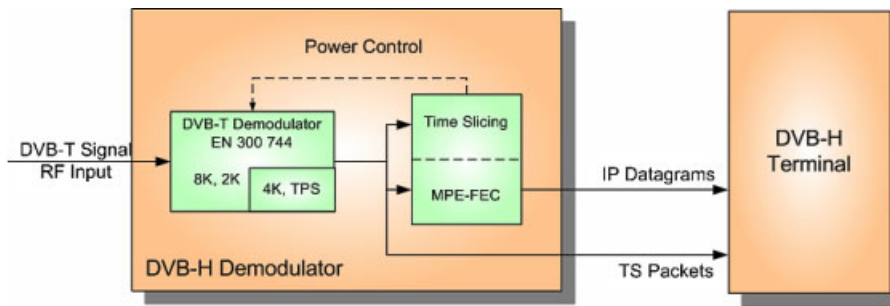 Power Control
DVB-T Demodulator
EN 300 744
8K, 2K
4K, TPS
Time Slicing
MPE-FEC
DVB-T Signal
RF Input
DVB-H Demodulator
IP Datagrams
TS Packets
DVB-H
Terminal